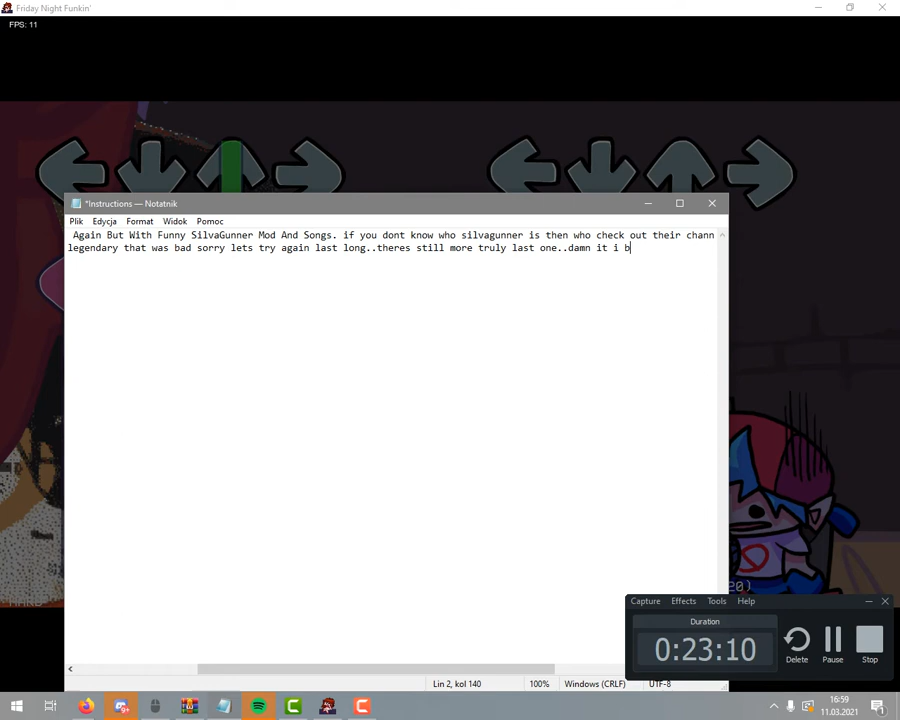 Friday Night Funkin'
FPS: 11
*Instructions — Notatnik
Plik Edycja Format Widok Pomoc
Again But With Funny SilvaGunner Mod And Songs. if you dont know who silvagunner is then who check out their chann
legendary that was bad sorry lets try again last long..theres still more truly last one..damn it i b
20)
Capture Effects Tools Help
Duration
0:23:10
Delete Pause Stop
Lin 2, kol 140 100% Windows (CRLF) UTF-8
16:59
11.03.2021
1